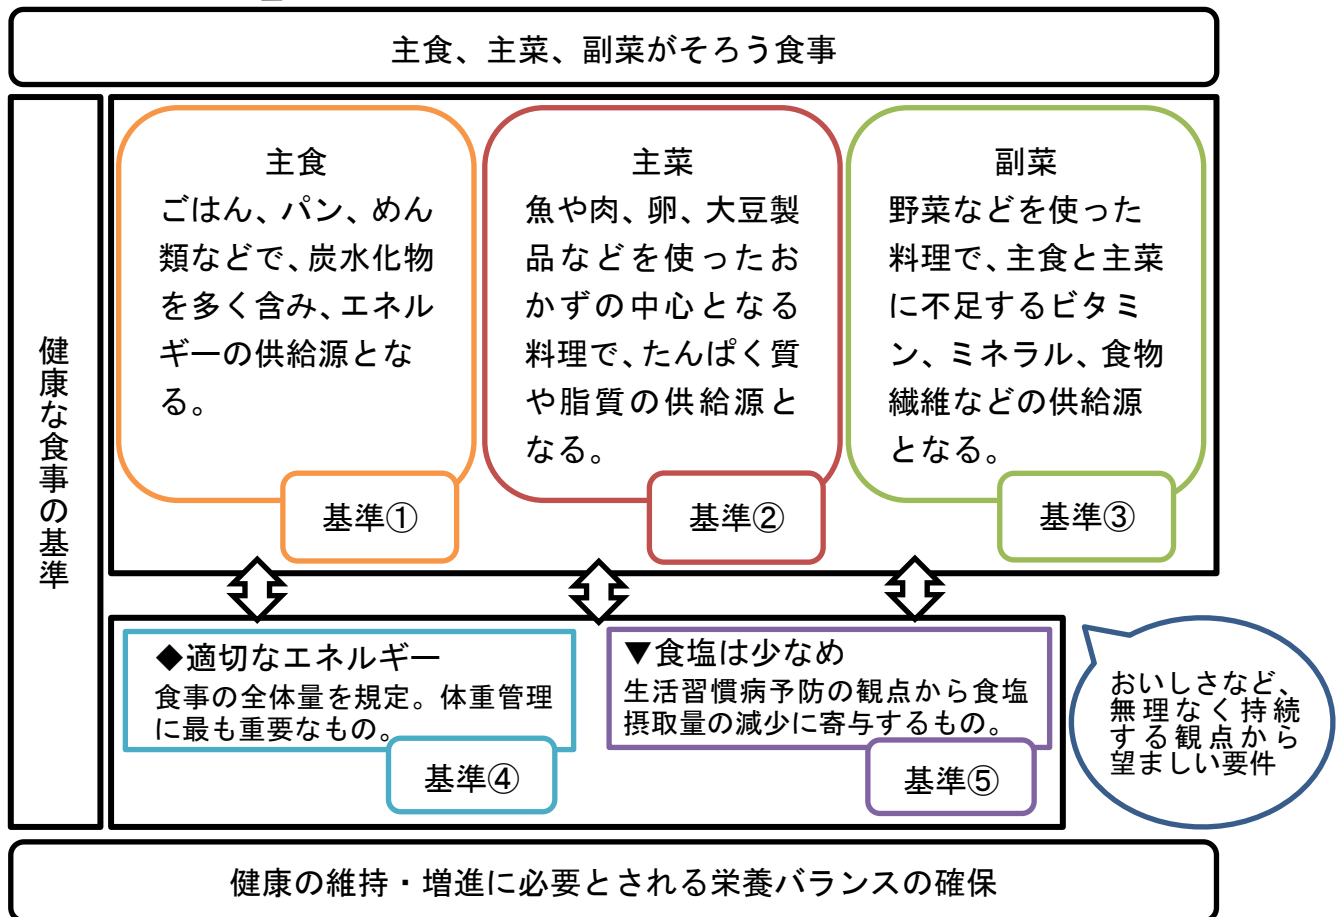 主食、主菜、副菜がそろう食事
健康な食事の基準
主食
ごはん、パン、めん
類などで、炭水化物
を多く含み、エネル
ギーの供給源とな
る。
基準①
主菜
魚や肉、卵、大豆製
品などを使ったお
かずの中心となる
料理で、たんぱく質
や脂質の供給源と
なる。
基準②
副菜
野菜などを使った
料理で、主食と主菜
に不足するビタミ
ン、ミネラル、食物
繊維などの供給源
となる。
基準③
◆適切なエネルギー
食事の全体量を規定。体重管理
に最も重要なもの。
基準④
▼食塩は少なめ
生活習慣病予防の観点から食塩
摂取量の減少に寄与するもの。
基準⑤
おいしさなど、
無理なく持続
する観点から
望ましい要件
健康の維持・増進に必要とされる栄養バランスの確保